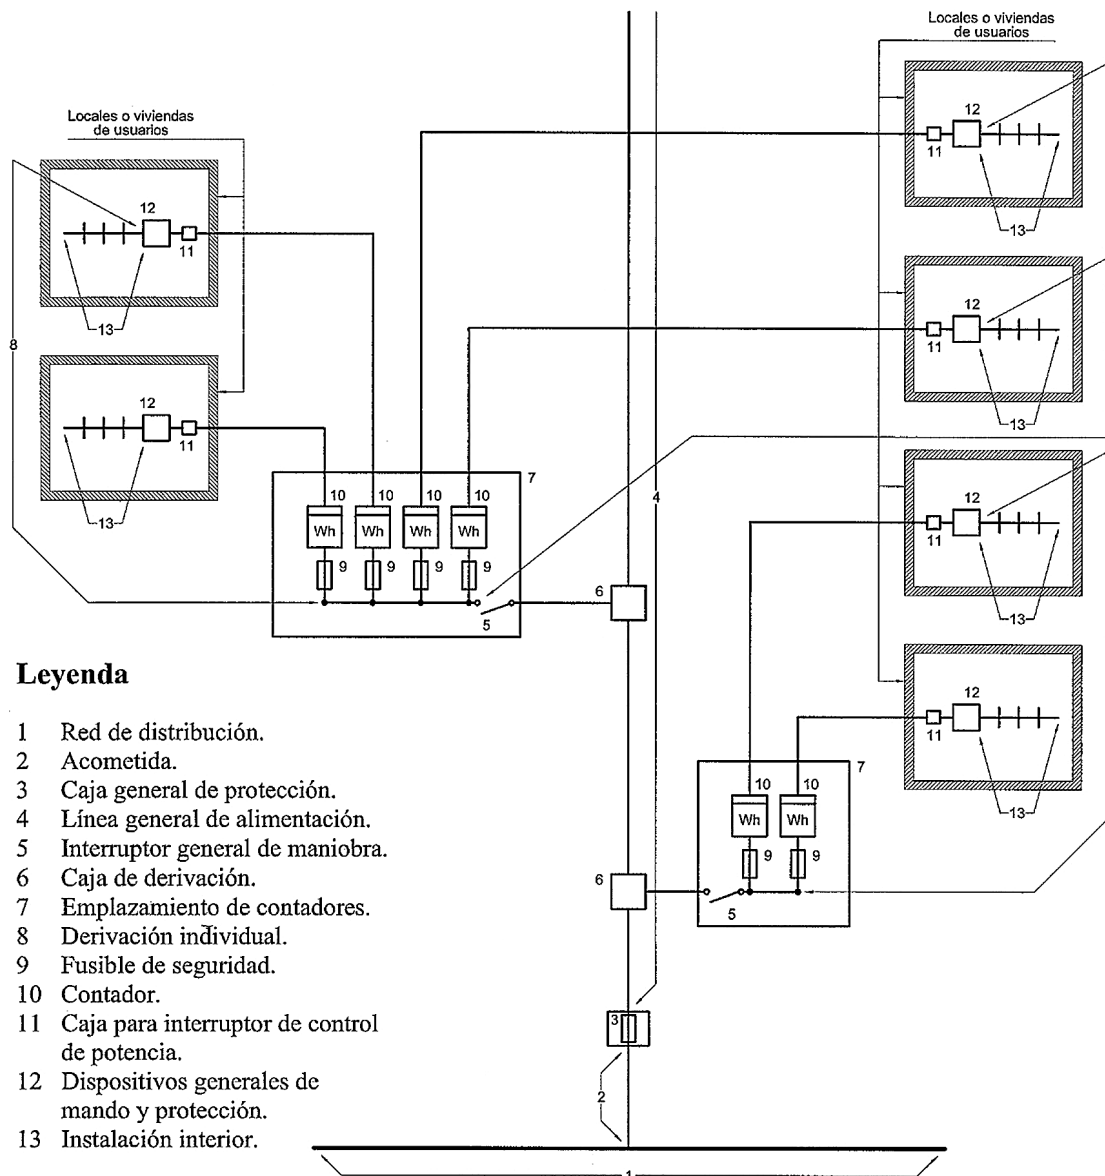 Locales o viviendas
de usuarios
12
11
13
12
11
13
12
11
13
12
11
13
Locales o viviendas
de usuarios
12
11
13
12
11
13
8
4
7
10 10 10 10
Wh Wh Wh Wh
9 9 9 9
5
6
7
10 10
Wh Wh
9 9
5
6
3
2
1
Leyenda
1 Red de distribución.
2 Acometida.
3 Caja general de protección.
4 Línea general de alimentación.
5 Interruptor general de maniobra.
6 Caja de derivación.
7 Emplazamiento de contadores.
8 Derivación individual.
9 Fusible de seguridad.
10 Contador.
11 Caja para interruptor de control
de potencia.
12 Dispositivos generales de
mando y protección.
13 Instalación interior.